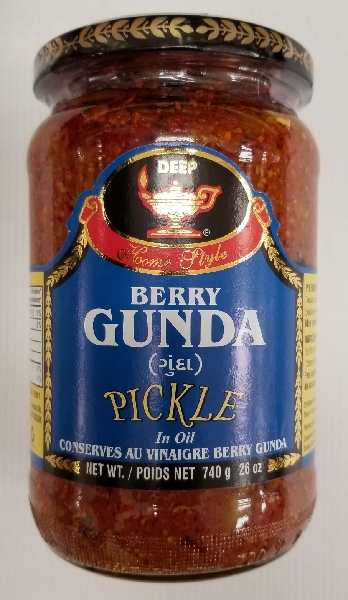 DEEP
®
Home Style
BERRY
GUNDA
(ગુંદા)
PICKLE
In Oil
CONSERVES AU VINAIGRE BERRY GUNDA
NET WT. / POIDS NET 740 g 26 oz